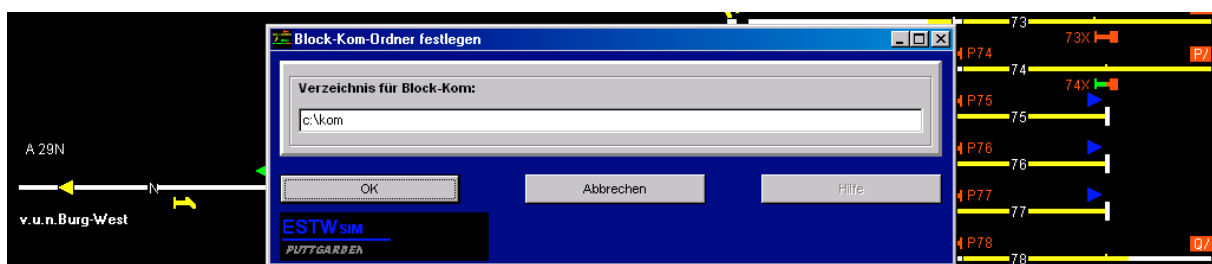 Block-Kom-Ordner festlegen
Verzeichnis für Block-Kom:
c:\kom
OK
Abbrechen
Hilfe
ESTWSIM
PUTTGARDEN
A 29N
N
v.u.n.Burg-West
73
73X
P74
P/
74
74X
P75
75
P76
76
P77
77
P78
Q/
78